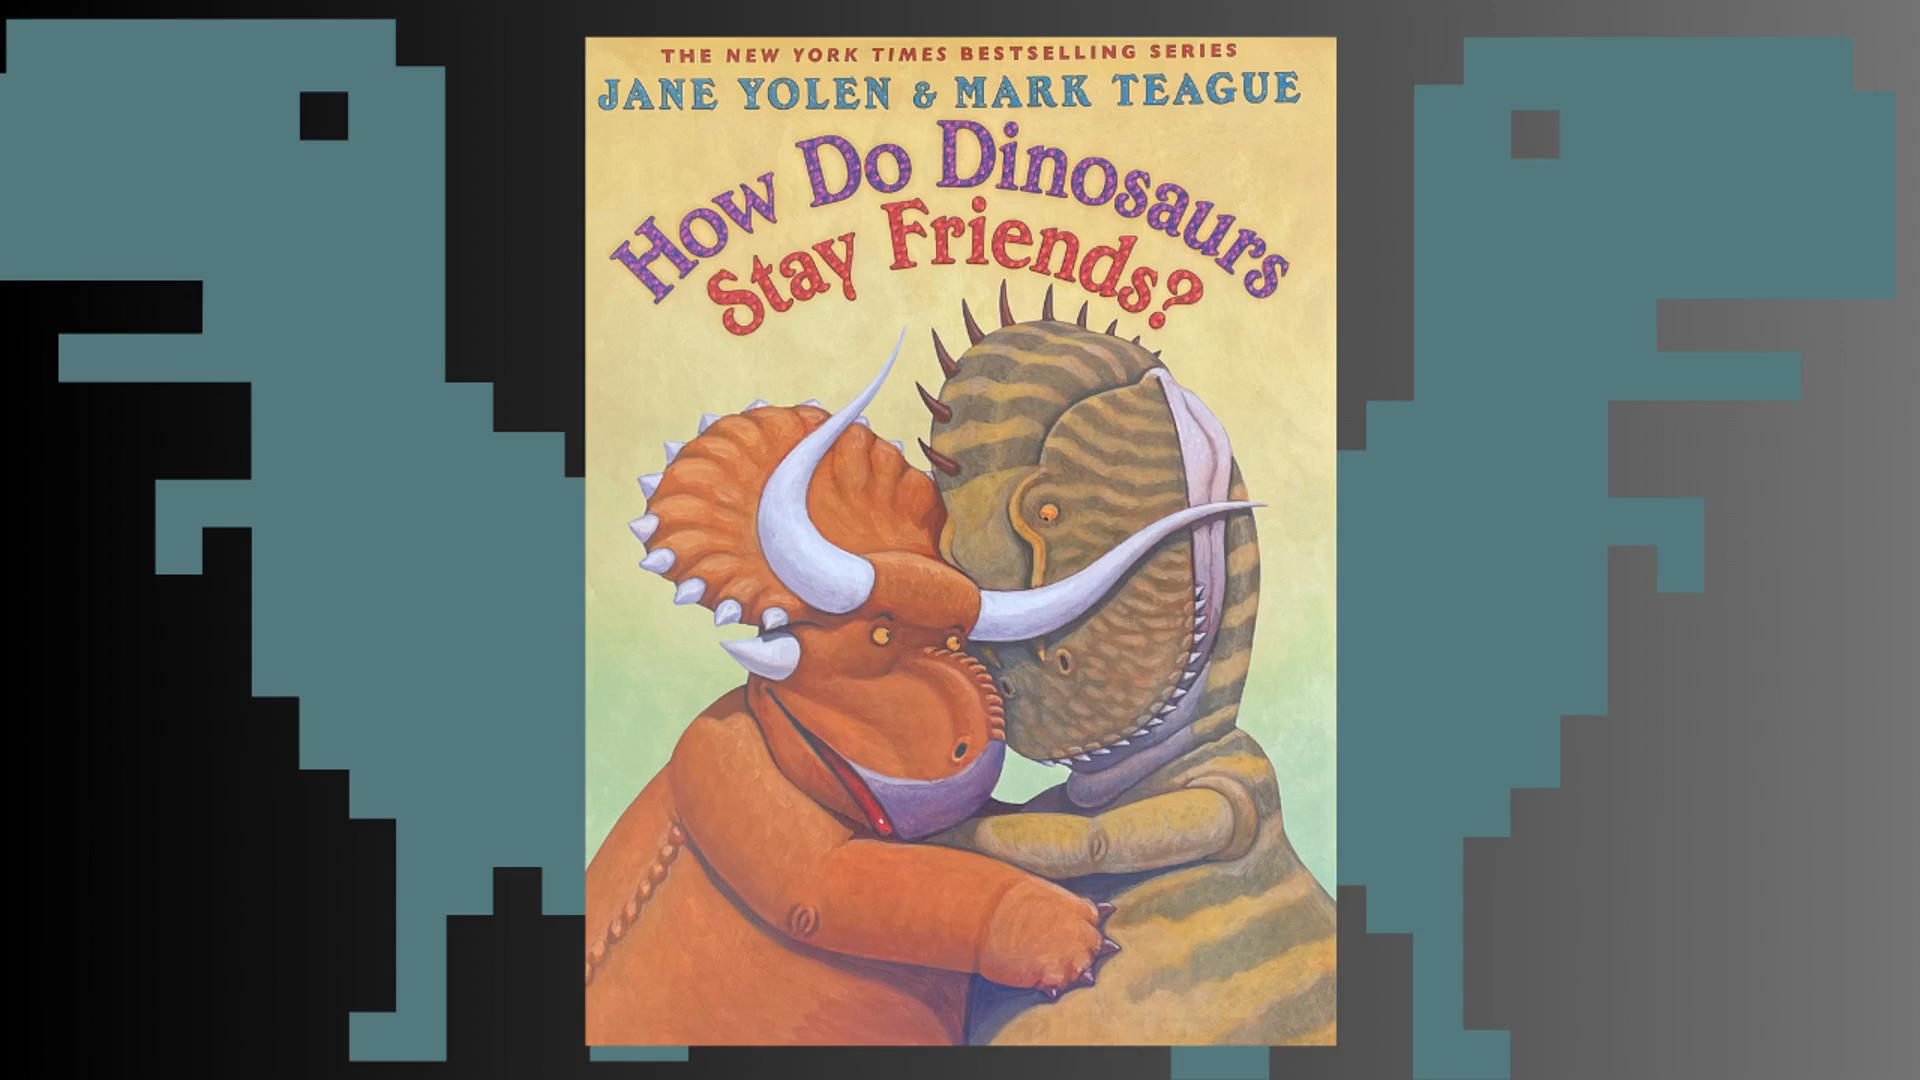 THE NEW YORK TIMES BESTSELLING SERIES
JANE YOLEN & MARK TEAGUE
How Do Dinosaurs
Stay Friends?